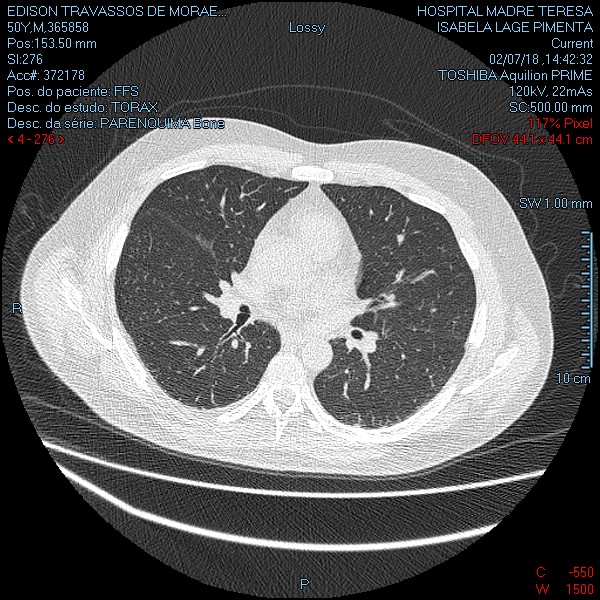 EDISON TRAVASSOS DE MORAE...
50Y,M,365858
Pos:153.50 mm
SI:276
Acc#: 372178
Pos. do paciente: FFS
Desc. do estudo: TORAX
Desc. da série: PARENQUIMA Bone
< 4 - 276 >
Lossy
HOSPITAL MADRE TERESA
ISABELA LAGE PIMENTA
Current
02/07/18 ,14:42:32
TOSHIBA Aquilion PRIME
120kV, 22mAs
SC:500.00 mm
117% Pixel
DFOV 44.1 x 44.1 cm
SW 1.00 mm
R
10 cm
P
C -550
W 1500